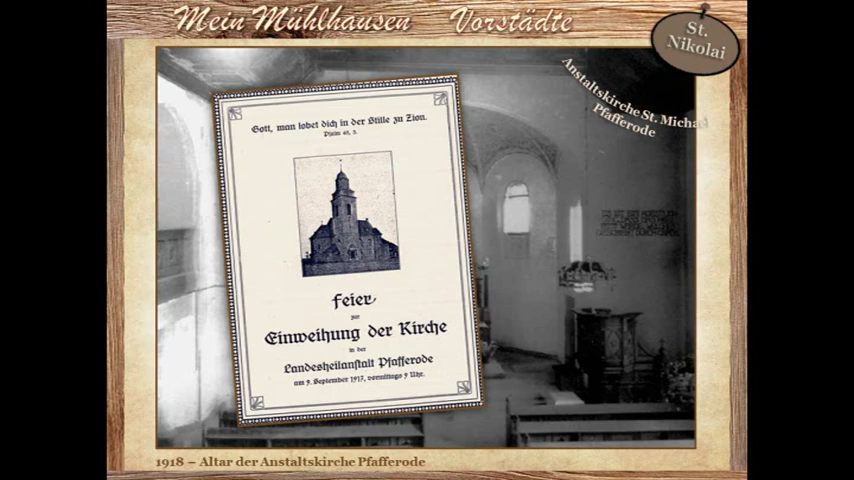 Mein Mühlhausen Vorstädte
St.
Nikolai
Anstaltskirche St. Michael
Pfafferode
Gott, man lobet dich in der Stille zu Zion.
Psalm 65, 2.
Feier
zur
Einweihung der Kirche
in der
Landesheilanstalt Pfafferode
am 9. September 1917, vormittags 9 Uhr.
1918 – Altar der Anstaltskirche Pfafferode